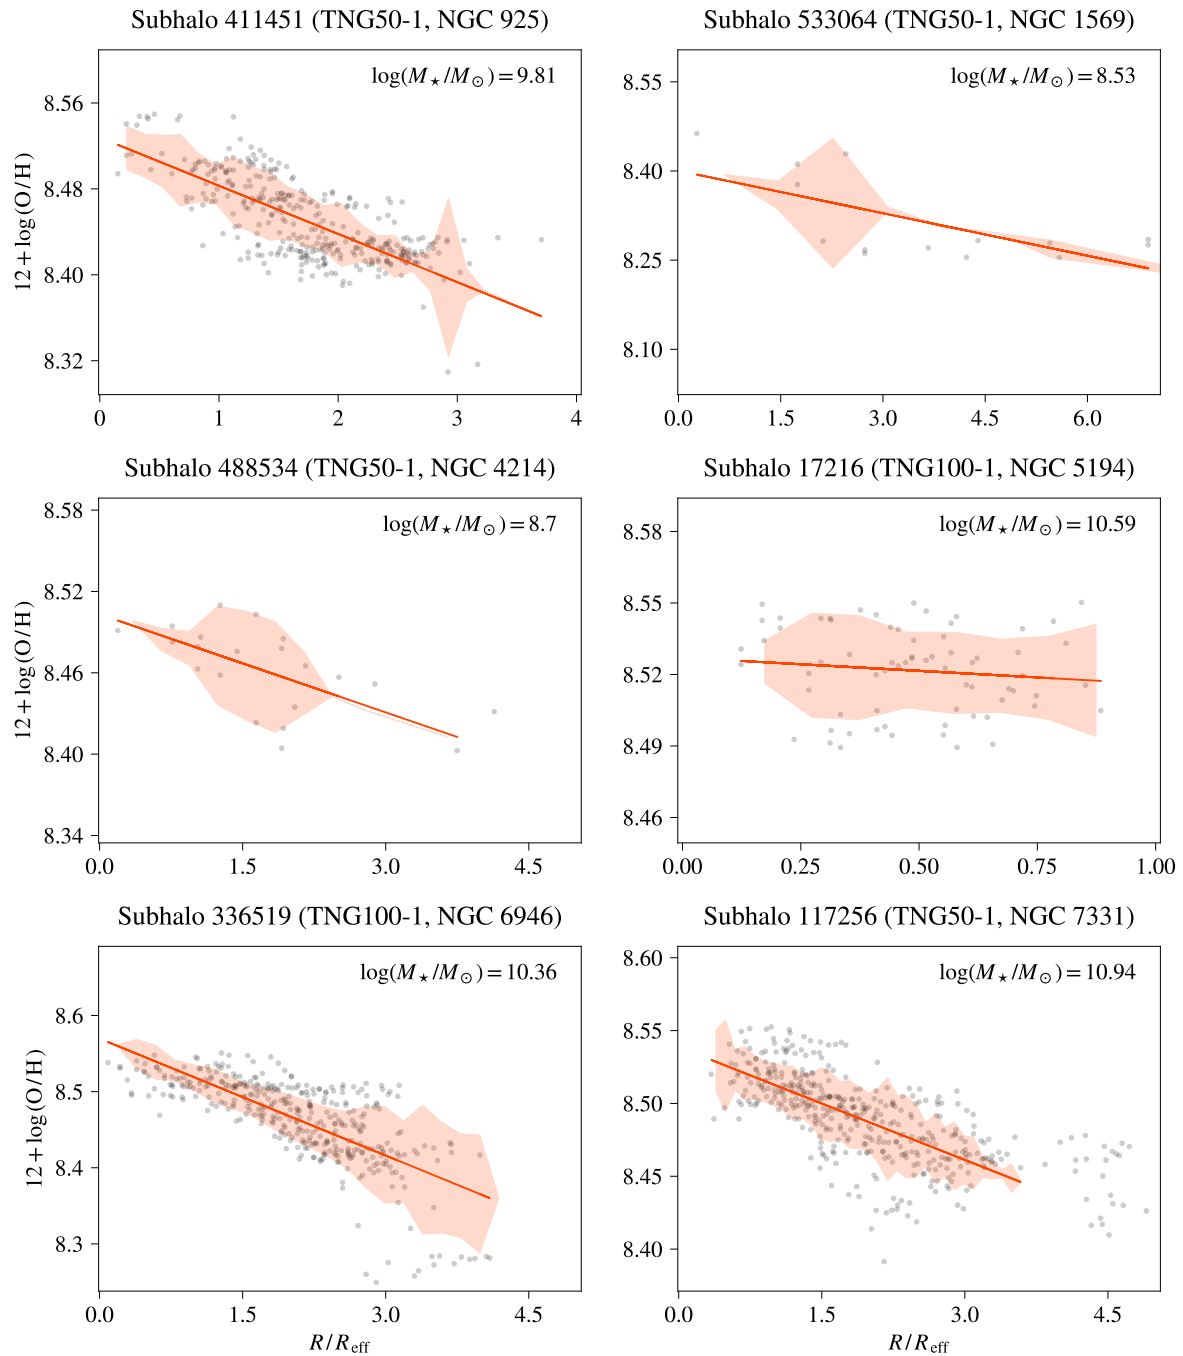 Subhalo 411451 (TNG50-1, NGC 925)
log(M⋆/M⊙)=9.81
12+log(O/H)
8.56
8.48
8.40
8.32
0 1 2 3 4
Subhalo 533064 (TNG50-1, NGC 1569)
log(M⋆/M⊙)=8.53
8.55
8.40
8.25
8.10
0.0 1.5 3.0 4.5 6.0
Subhalo 488534 (TNG50-1, NGC 4214)
log(M⋆/M⊙)=8.7
12+log(O/H)
8.58
8.52
8.46
8.40
8.34
0.0 1.5 3.0 4.5
Subhalo 17216 (TNG100-1, NGC 5194)
log(M⋆/M⊙)=10.59
8.58
8.55
8.52
8.49
8.46
0.00 0.25 0.50 0.75 1.00
Subhalo 336519 (TNG100-1, NGC 6946)
log(M⋆/M⊙)=10.36
12+log(O/H)
8.6
8.5
8.4
8.3
0.0 1.5 3.0 4.5
R/Reff
Subhalo 117256 (TNG50-1, NGC 7331)
log(M⋆/M⊙)=10.94
8.60
8.55
8.50
8.45
8.40
0.0 1.5 3.0 4.5
R/Reff